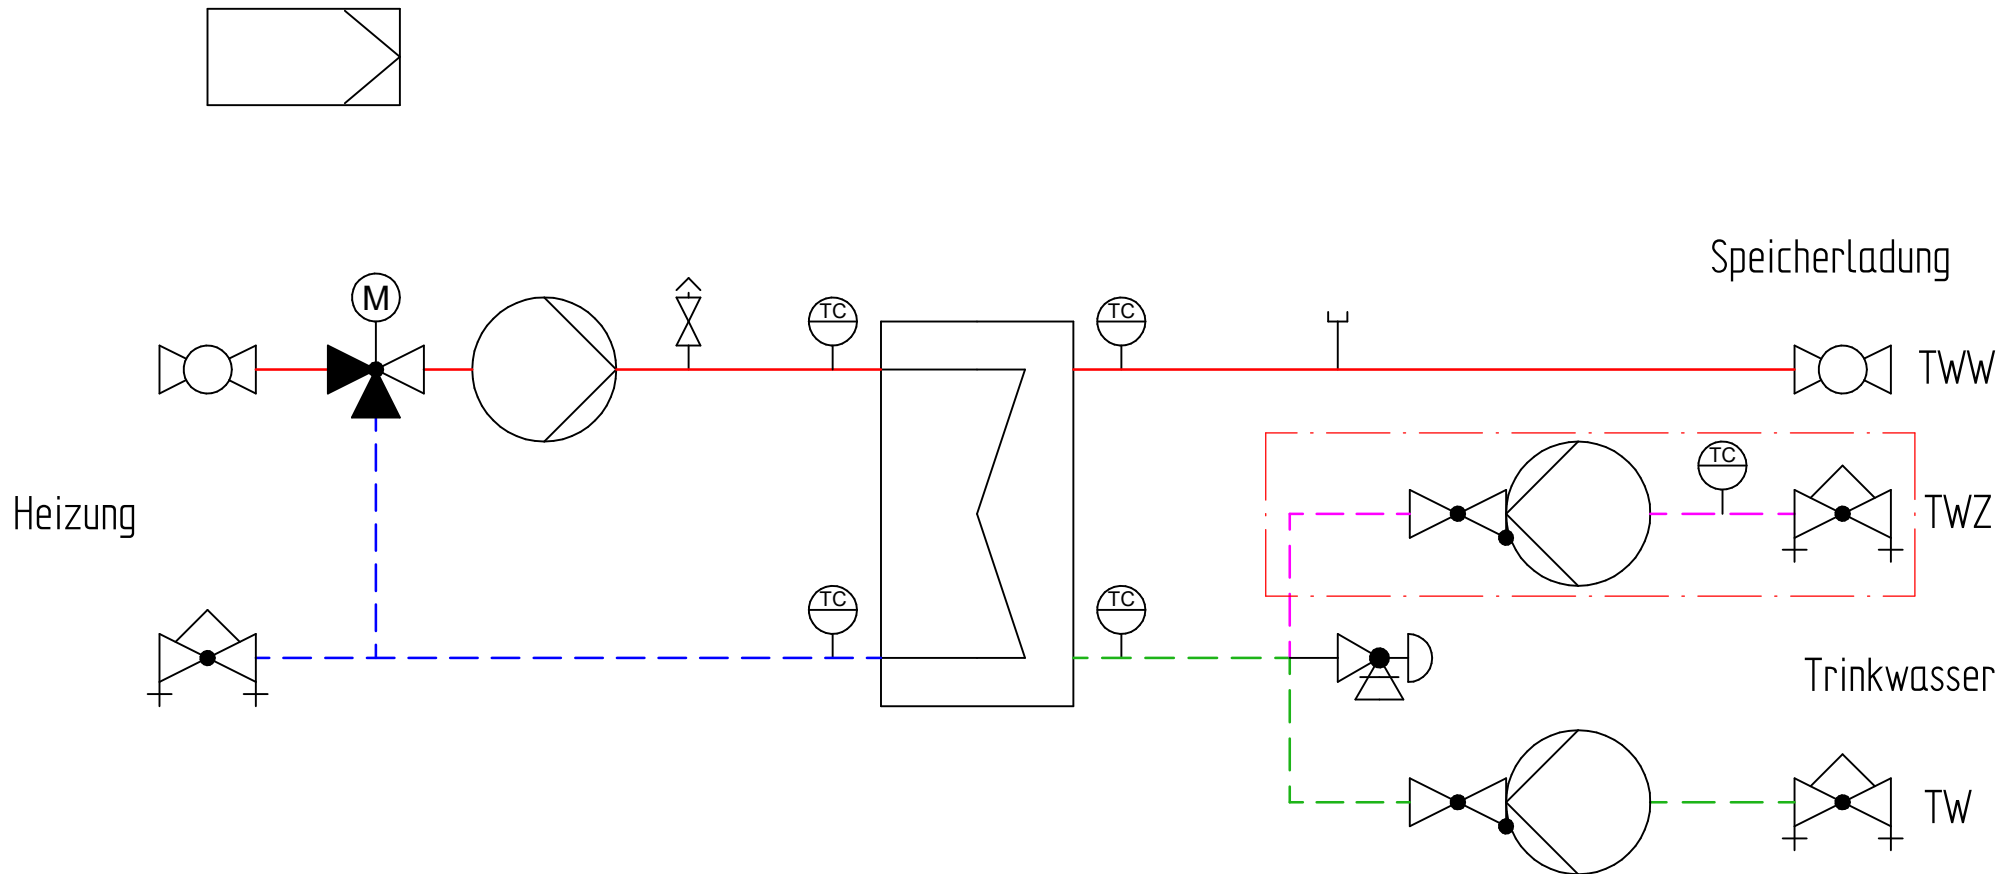 Speicherladung
M
TC
TC
TWW
TC
Heizung
TWZ
TC
TC
Trinkwasser
TW